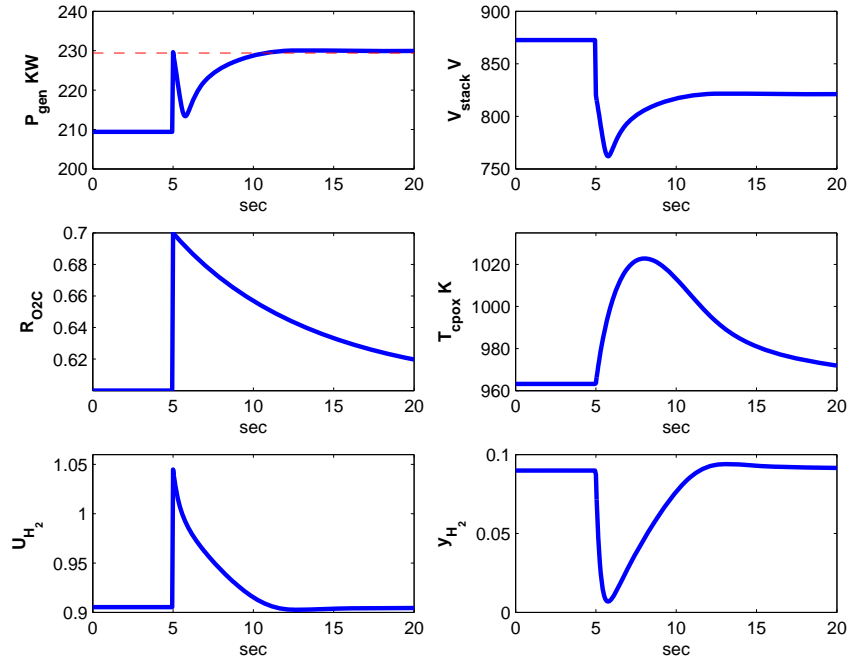 240
230
220
210
200
P_gen KW
0 5 10 15 20
sec
900
850
800
750
V_stack V
0 5 10 15 20
sec
0.7
0.68
0.66
0.64
0.62
R_O2C
0 5 10 15 20
sec
1020
1000
980
960
T_cpox K
0 5 10 15 20
sec
1.05
1
0.95
0.9
U_H_2
0 5 10 15 20
sec
0.1
0.05
0
y_H_2
0 5 10 15 20
sec